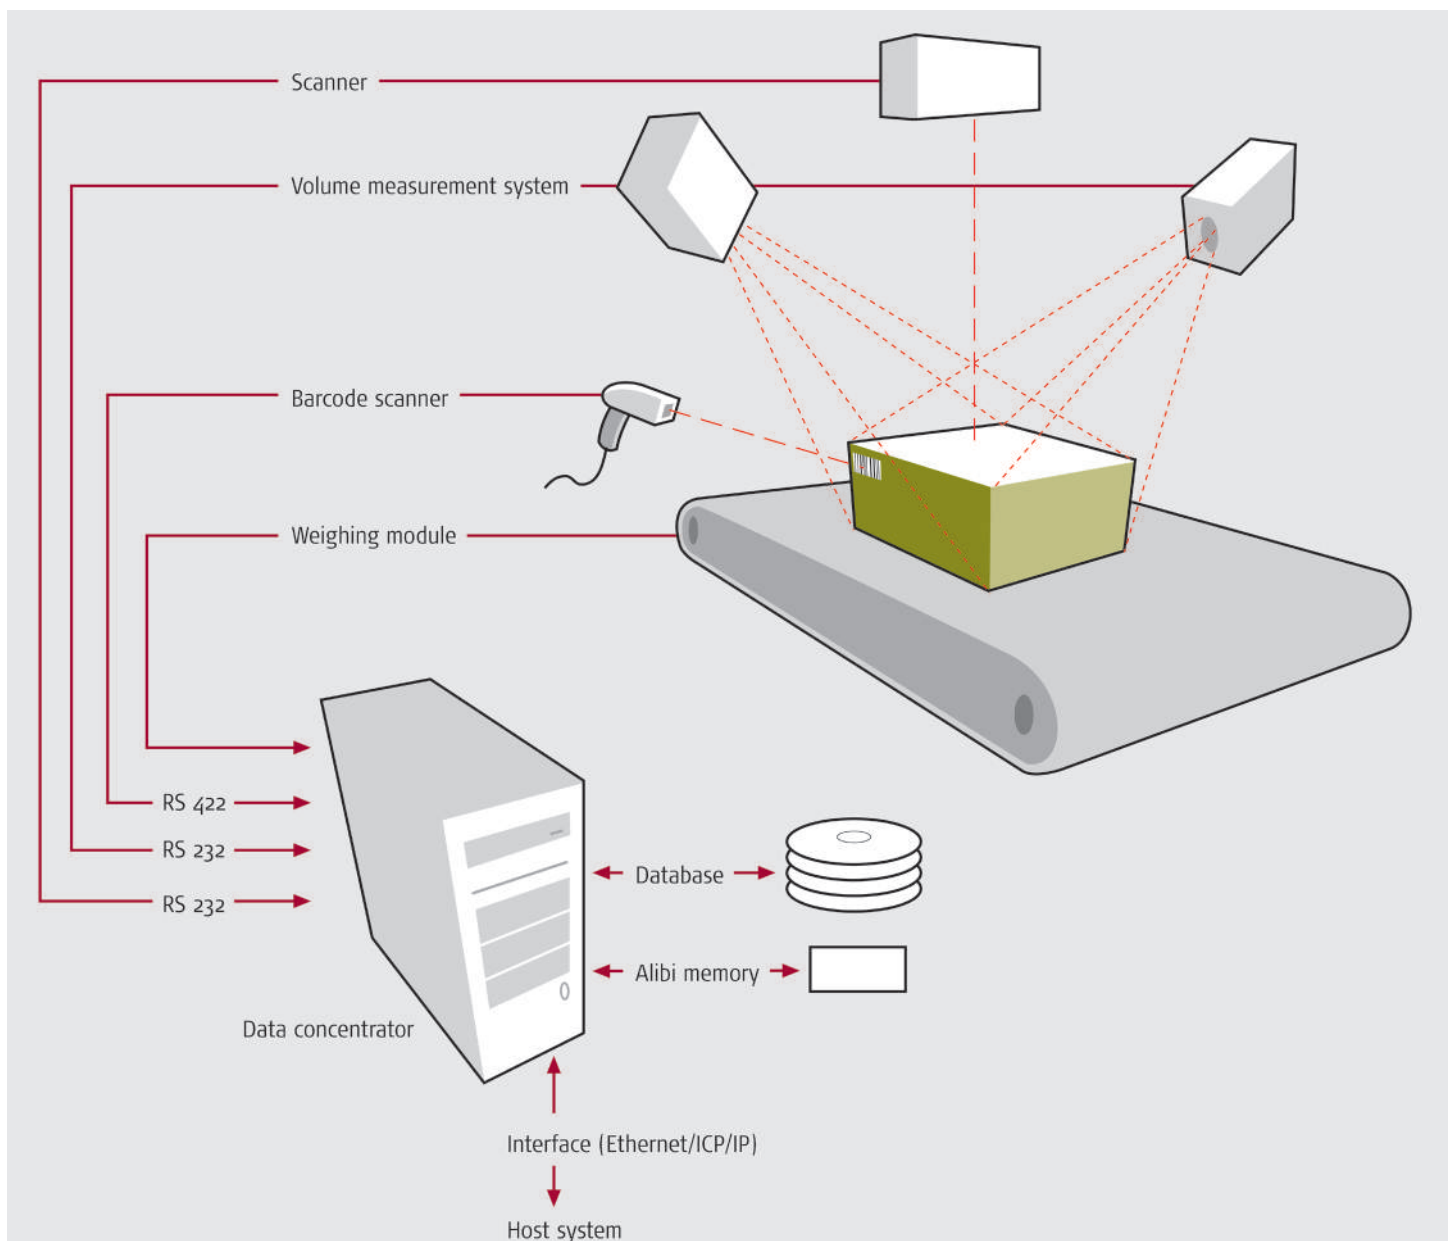 Scanner
Volume measurement system
Barcode scanner
Weighing module
RS 422
RS 232
RS 232
Database
Alibi memory
Data concentrator
Interface (Ethernet/ICP/IP)
Host system